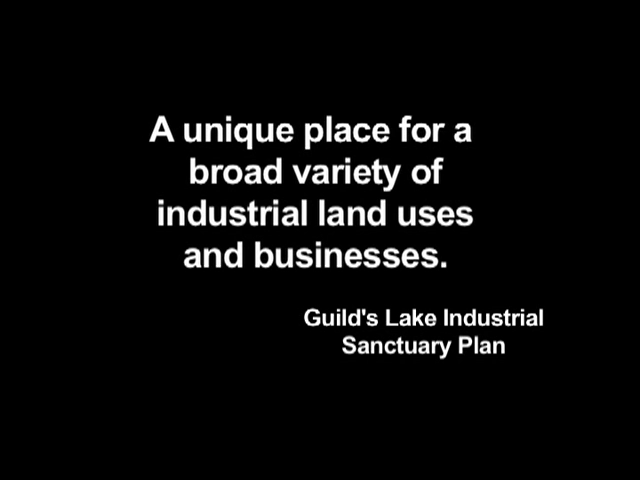 A unique place for a
broad variety of
industrial land uses
and businesses.
Guild's Lake Industrial
Sanctuary Plan